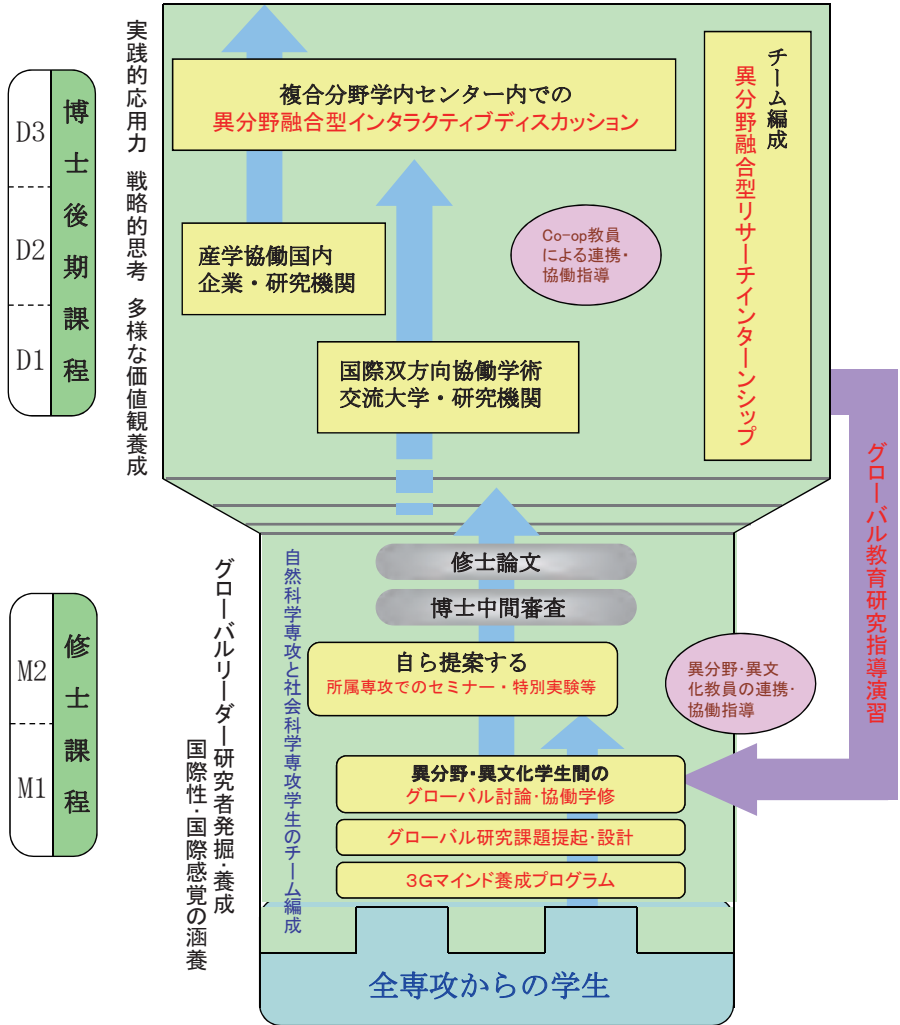 実践的応用力 戦略的思考 多様な価値観養成
博士後期課程
D3
D2
D1
複合分野学内センター内での
異分野融合型インタラクティブディスカッション
チーム編成
異分野融合型リサーチインターンシップ
産学協働国内
企業・研究機関
Co-op教員
による連携・
協働指導
国際双方向協働学術
交流大学・研究機関
グローバル教育研究指導演習
修士課程
M2
M1
グローバルリーダー研究者発掘・養成
国際性・国際感覚の涵養
自然科学専攻と社会科学専攻学生のチーム編成
修士論文
博士中間審査
自ら提案する
所属専攻でのセミナー・特別実験等
異分野・異文
化教員の連携・
協働指導
異分野・異文化学生間の
グローバル討論・協働学修
グローバル研究課題提起・設計
3Gマインド養成プログラム
全専攻からの学生